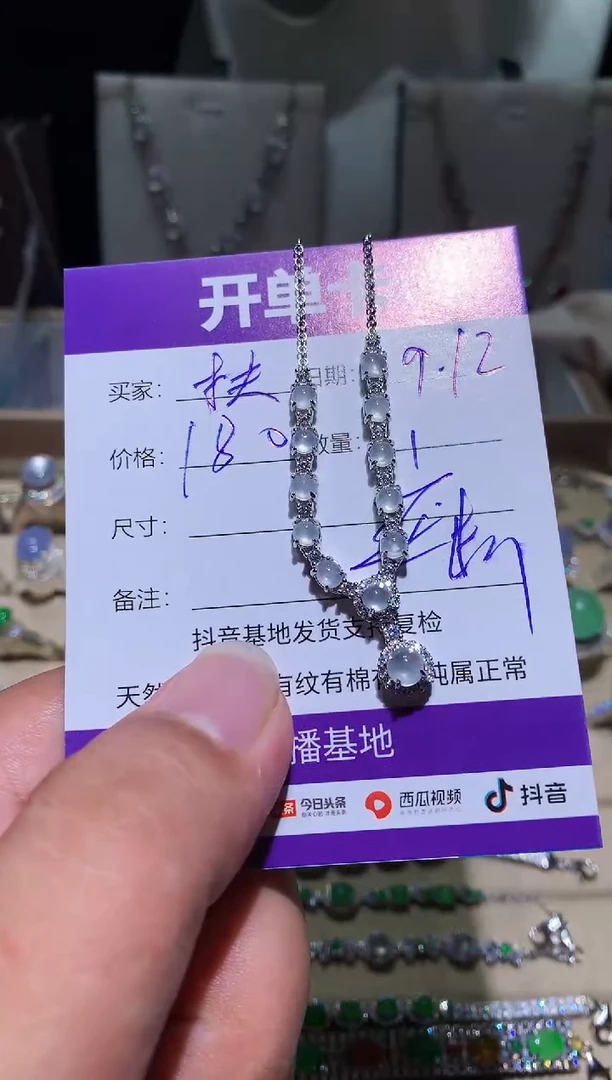 开单卡
买家：扶 日期：9.12
价格：180 数量：1
尺寸：
备注：
抖音基地发货支持复检
天然 有纹有棉 纯属正常
播基地
条 今日头条 西瓜视频 抖音